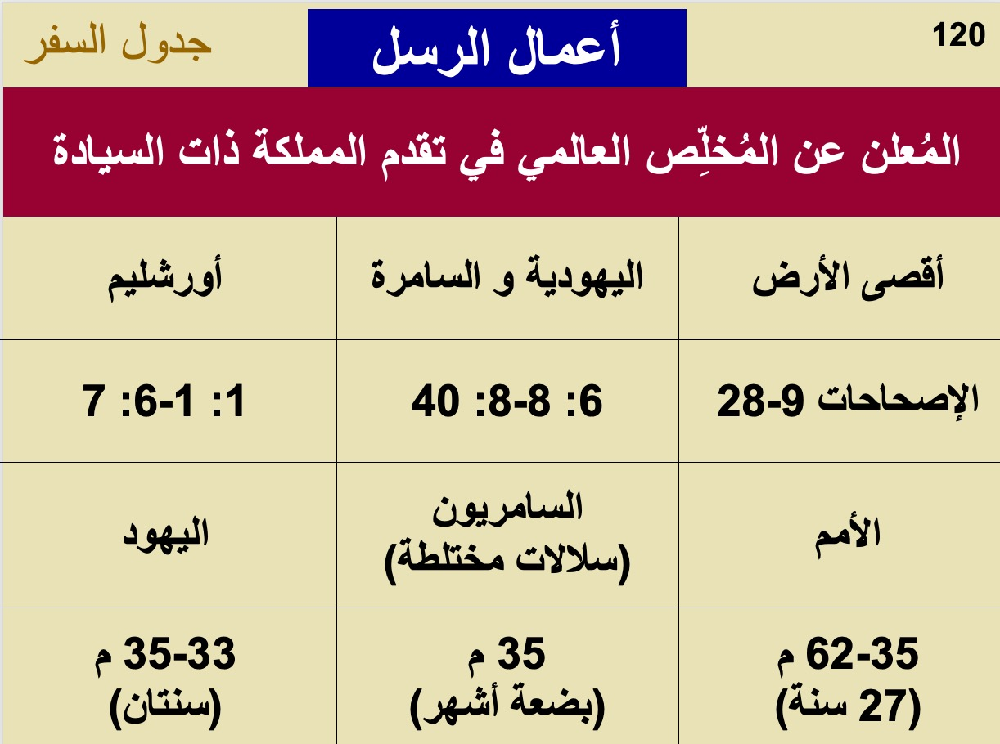 120
أعمال الرسل
جدول السفر
المُعلن عن المُخلِّص العالمي في تقدم المملكة ذات السيادة
أقصى الأرض
اليهودية و السامرة
أورشليم
الإصحاحات 9-28
6: 8-8: 40
1: 1-6: 7
الأمم
السامريون
(سلالات مختلطة)
اليهود
35-62 م
(27 سنة)
35 م
(بضعة أشهر)
33-35 م
(سنتان)